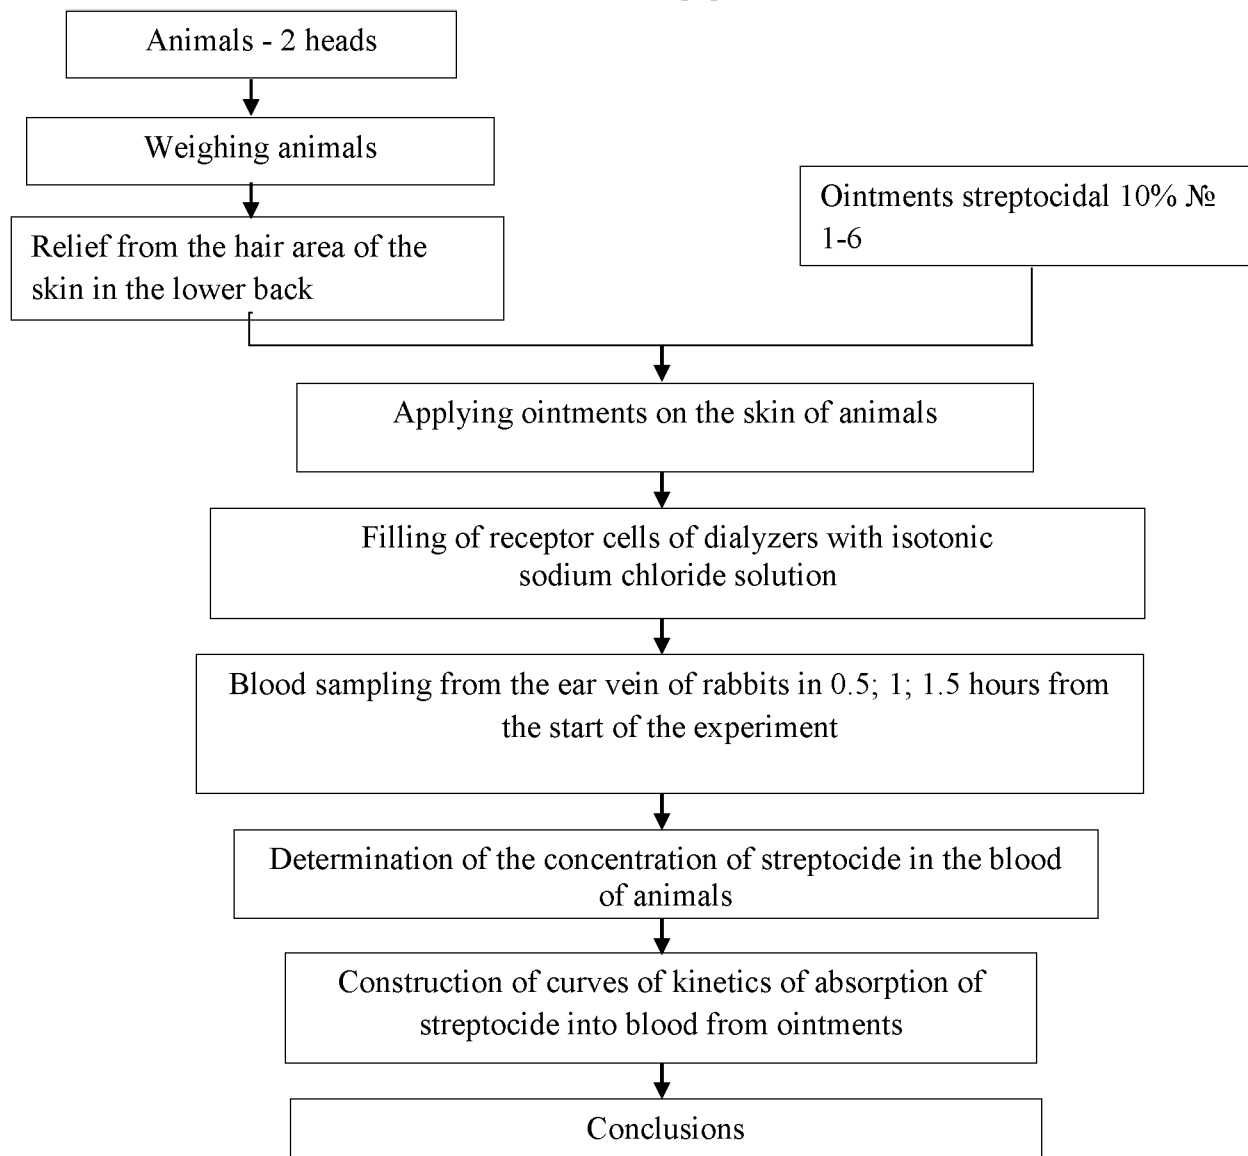 Animals - 2 heads
Weighing animals
Relief from the hair area of the
skin in the lower back
Ointments streptocidal 10% №
1-6
Applying ointments on the skin of animals
Filling of receptor cells of dialyzers with isotonic
sodium chloride solution
Blood sampling from the ear vein of rabbits in 0.5; 1; 1.5 hours from
the start of the experiment
Determination of the concentration of streptocide in the blood
of animals
Construction of curves of kinetics of absorption of
streptocide into blood from ointments
Conclusions